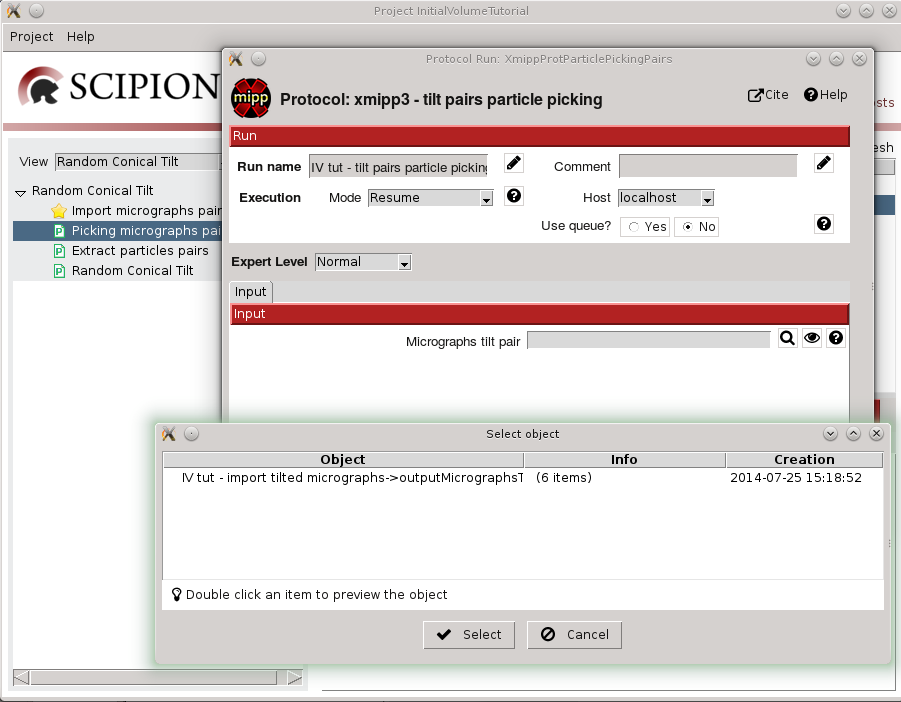 Project InitialVolumeTutorial
Project Help
SCIPION
Protocol Run: XmippProtParticlePickingPairs
mipp
Protocol: xmipp3 - tilt pairs particle picking
Cite Help
Run
Run name IV tut - tilt pairs particle picking Comment
Execution Mode Resume Host localhost
Use queue? Yes No
Expert Level Normal
Input
Input
Micrographs tilt pair
View Random Conical Tilt
Random Conical Tilt
Import micrographs pair
Picking micrographs pai
Extract particles pairs
Random Conical Tilt
Select object
Object Info Creation
IV tut - import tilted micrographs->outputMicrographsT (6 items) 2014-07-25 15:18:52
Double click an item to preview the object
Select Cancel